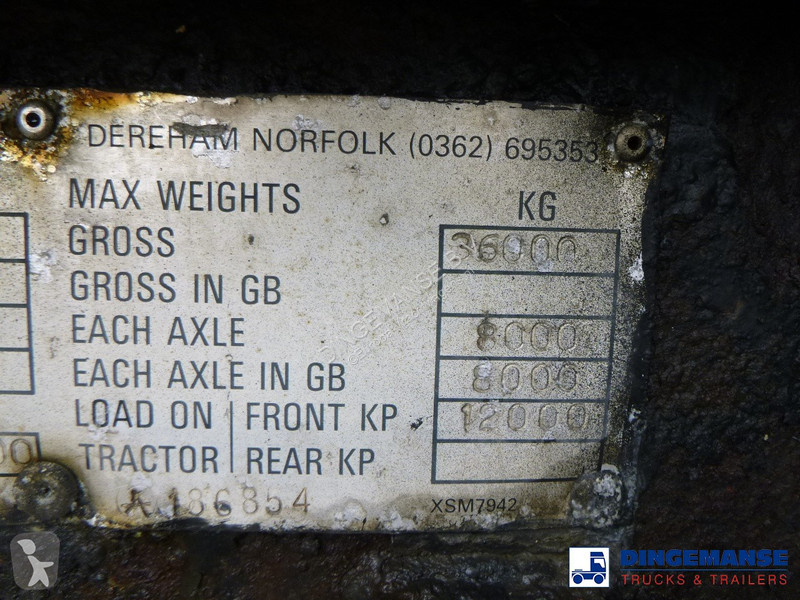 DEREHAM NORFOLK (0362) 695353
MAX WEIGHTS KG
GROSS 36000
GROSS IN GB
EACH AXLE 8000
EACH AXLE IN GB 8000
LOAD ON FRONT KP 12000
00 TRACTOR REAR KP
A186854 XSM7942
DINGEMANSE
TRUCKS & TRAILERS